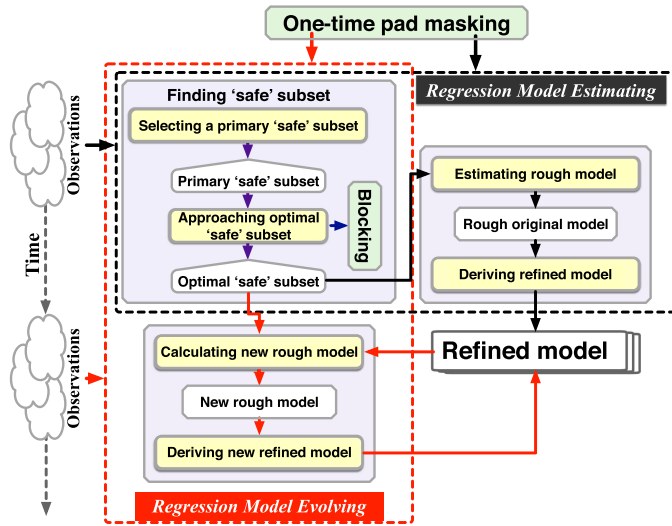 One-time pad masking
Regression Model Estimating
Finding ‘safe’ subset
Selecting a primary ‘safe’ subset
Primary ‘safe’ subset
Approaching optimal
‘safe’ subset
Blocking
Optimal ‘safe’ subset
Observations
Estimating rough model
Rough original model
Deriving refined model
Time
Calculating new rough model
New rough model
Deriving new refined model
Refined model
Observations
Regression Model Evolving